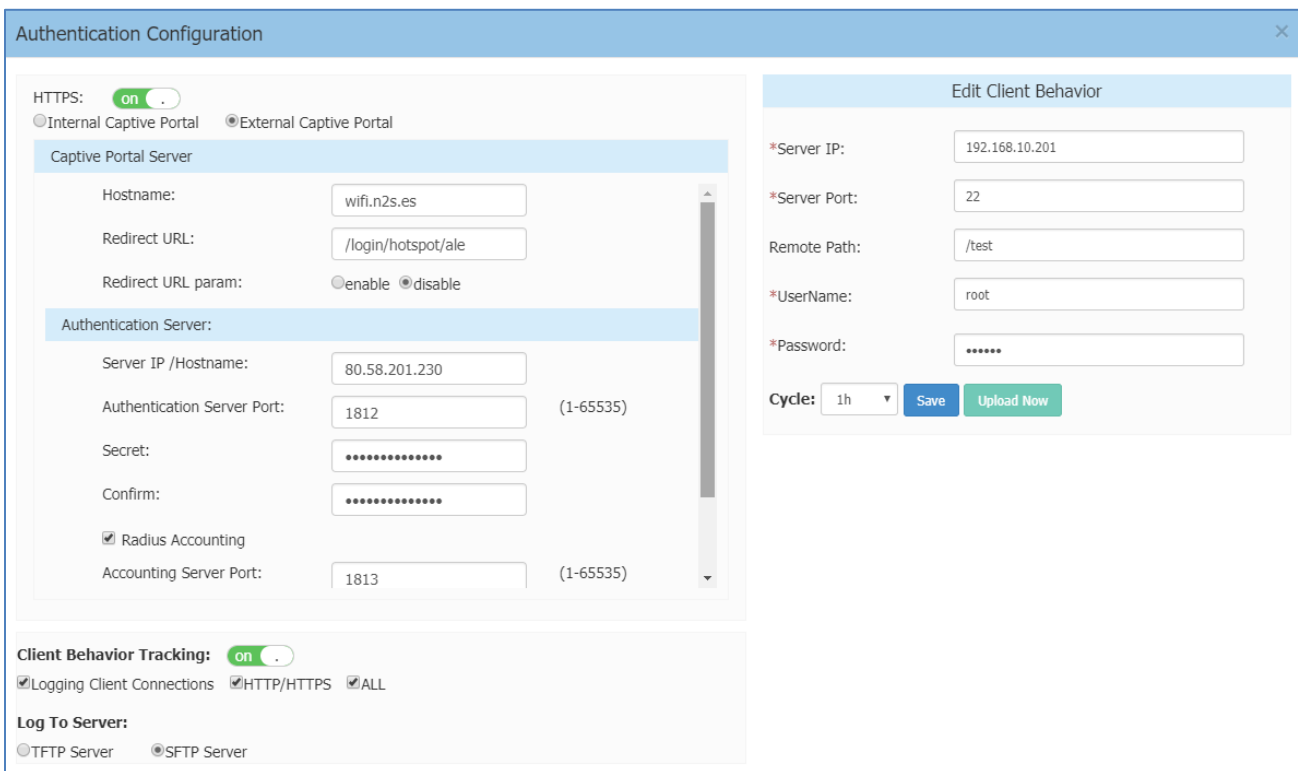 Authentication Configuration ×
HTTPS: on .
Internal Captive Portal External Captive Portal
Captive Portal Server
Hostname: wifi.n2s.es
Redirect URL: /login/hotspot/ale
Redirect URL param: enable disable
Authentication Server:
Server IP /Hostname: 80.58.201.230
Authentication Server Port: 1812 (1-65535)
Secret: ••••••••••••••
Confirm: ••••••••••••••
Radius Accounting
Accounting Server Port: 1813 (1-65535)
Client Behavior Tracking: on .
Logging Client Connections HTTP/HTTPS ALL
Log To Server:
TFTP Server SFTP Server
Edit Client Behavior
*Server IP: 192.168.10.201
*Server Port: 22
Remote Path: /test
*UserName: root
*Password: ••••••
Cycle: 1h Save Upload Now